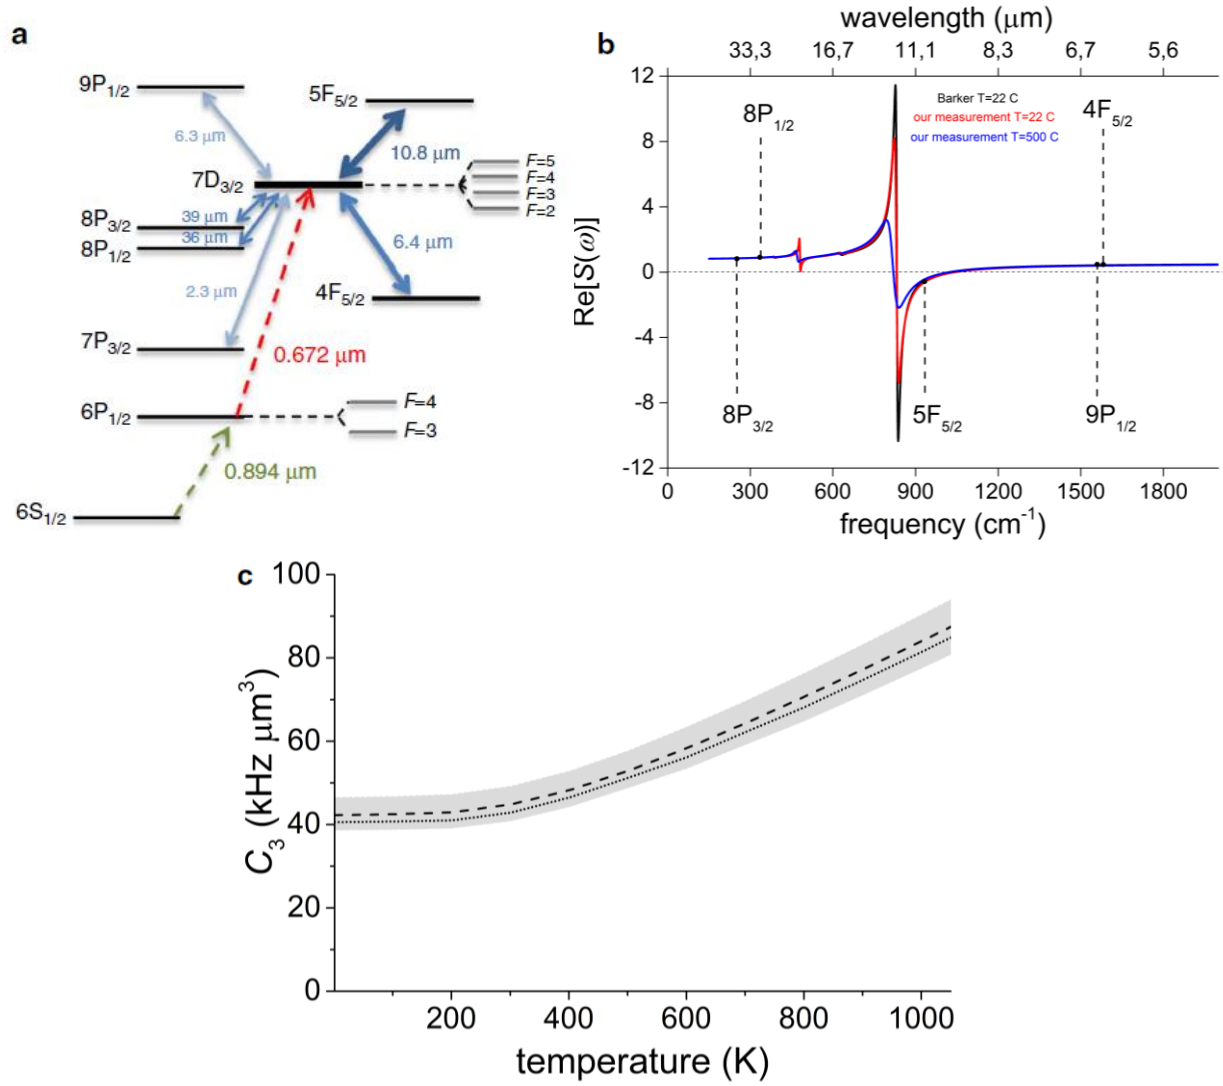 a
9P1/2
5F5/2
6.3 μm
10.8 μm
7D3/2
F=5
F=4
F=3
F=2
8P3/2
39 μm
8P1/2
36 μm
6.4 μm
2.3 μm
4F5/2
7P3/2
0.672 μm
6P1/2
F=4
F=3
0.894 μm
6S1/2
b
wavelength (μm)
33,3 16,7 11,1 8,3 6,7 5,6
12
8
4
0
-4
-8
-12
Re[S(ω)]
Barker T=22 C
our measurement T=22 C
our measurement T=500 C
8P1/2
4F5/2
8P3/2
5F5/2
9P1/2
0 300 600 900 1200 1500 1800
frequency (cm-1)
c
100
80
60
40
20
0
C3 (kHz μm3)
200 400 600 800 1000
temperature (K)